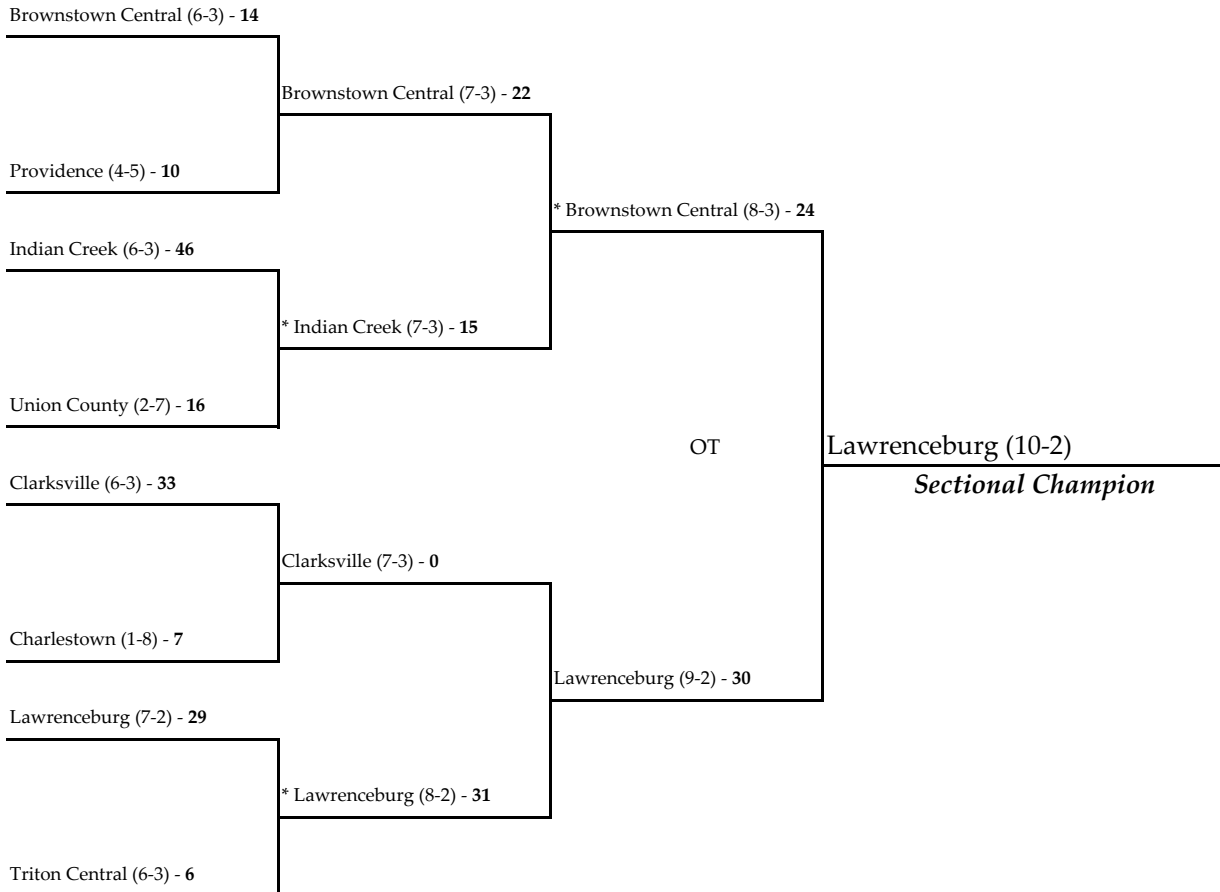 Brownstown Central (6-3) - 14
Brownstown Central (7-3) - 22
Providence (4-5) - 10
* Brownstown Central (8-3) - 24
Indian Creek (6-3) - 46
* Indian Creek (7-3) - 15
Union County (2-7) - 16
OT
Lawrenceburg (10-2)
Sectional Champion
Clarksville (6-3) - 33
Clarksville (7-3) - 0
Charlestown (1-8) - 7
Lawrenceburg (9-2) - 30
Lawrenceburg (7-2) - 29
* Lawrenceburg (8-2) - 31
Triton Central (6-3) - 6